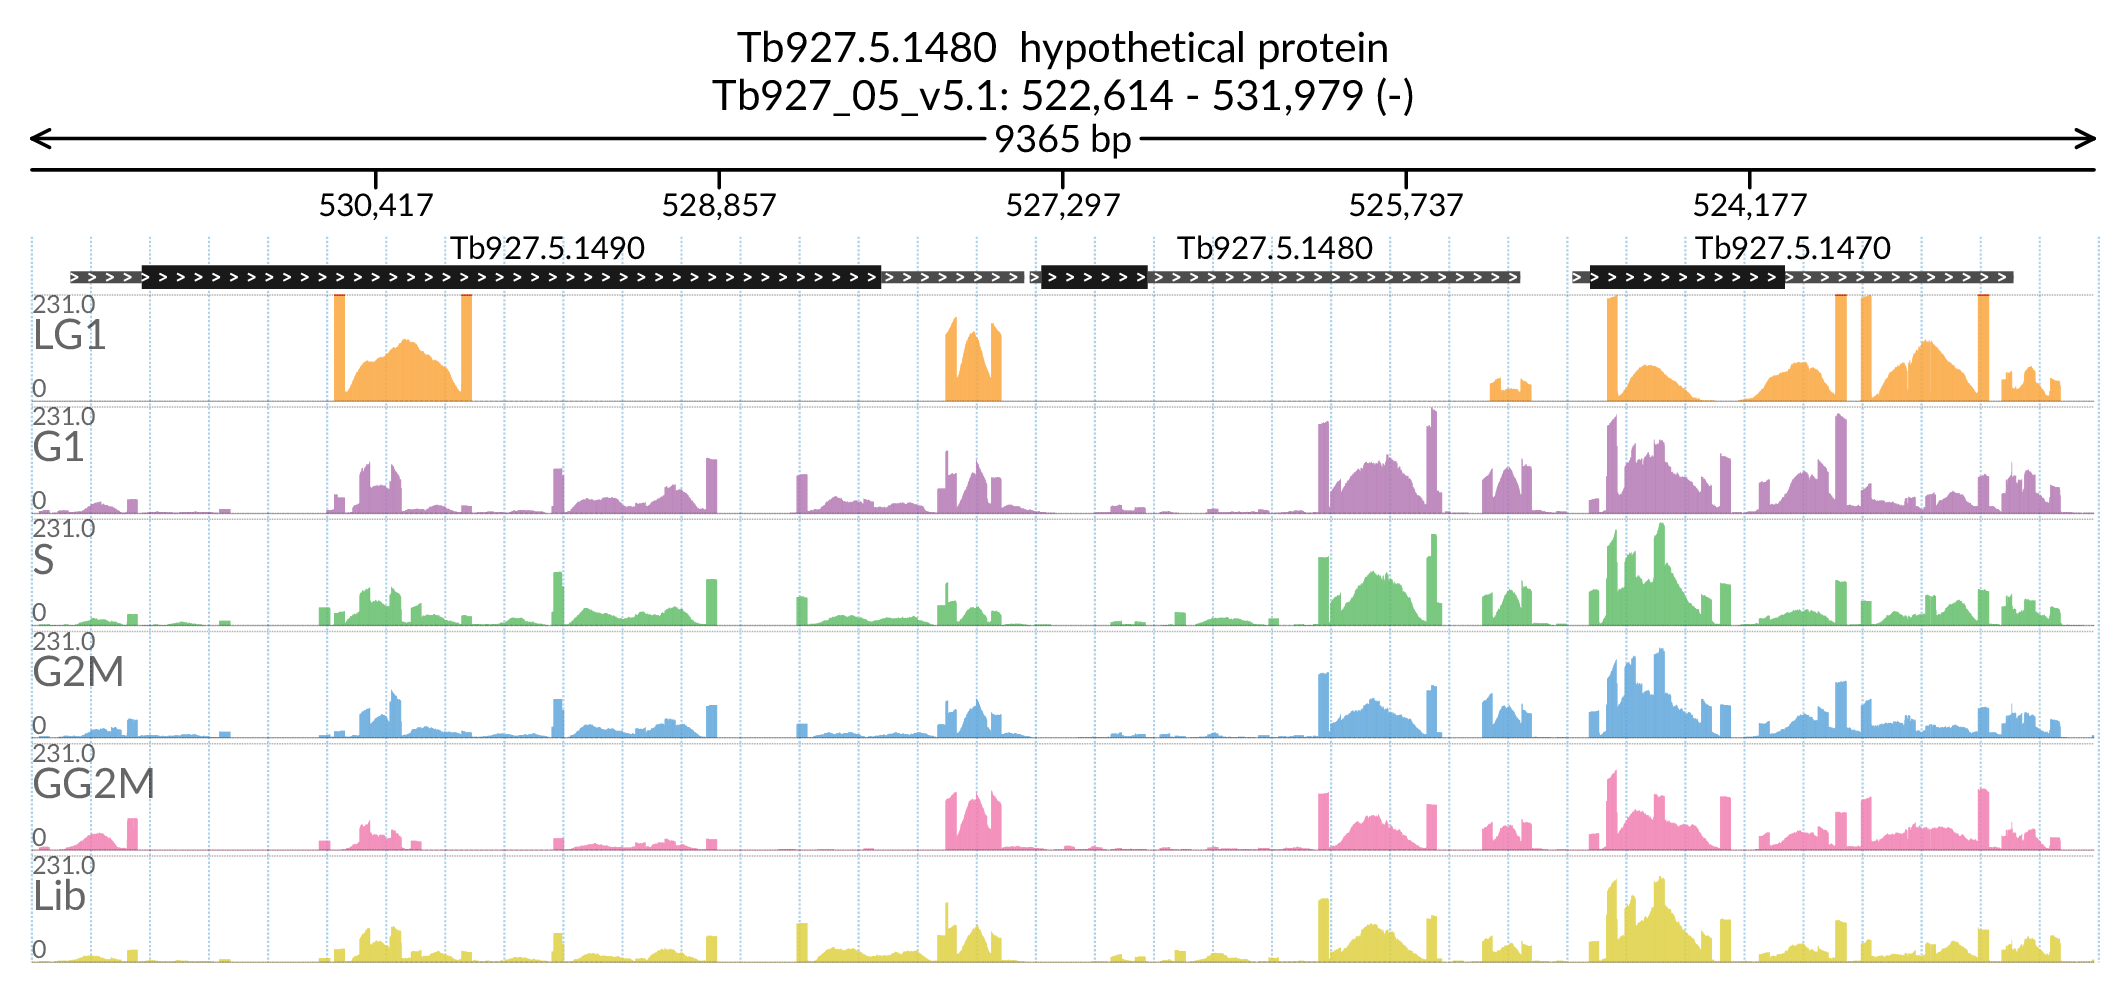 Tb927.5.1480  hypothetical protein
Tb927_05_v5.1: 522,614 - 531,979 (-)
9365 bp
530,417 528,857 527,297 525,737 524,177
Tb927.5.1490 Tb927.5.1480 Tb927.5.1470
231.0
LG1
0
231.0
G1
0
231.0
S
0
231.0
G2M
0
231.0
GG2M
0
231.0
Lib
0